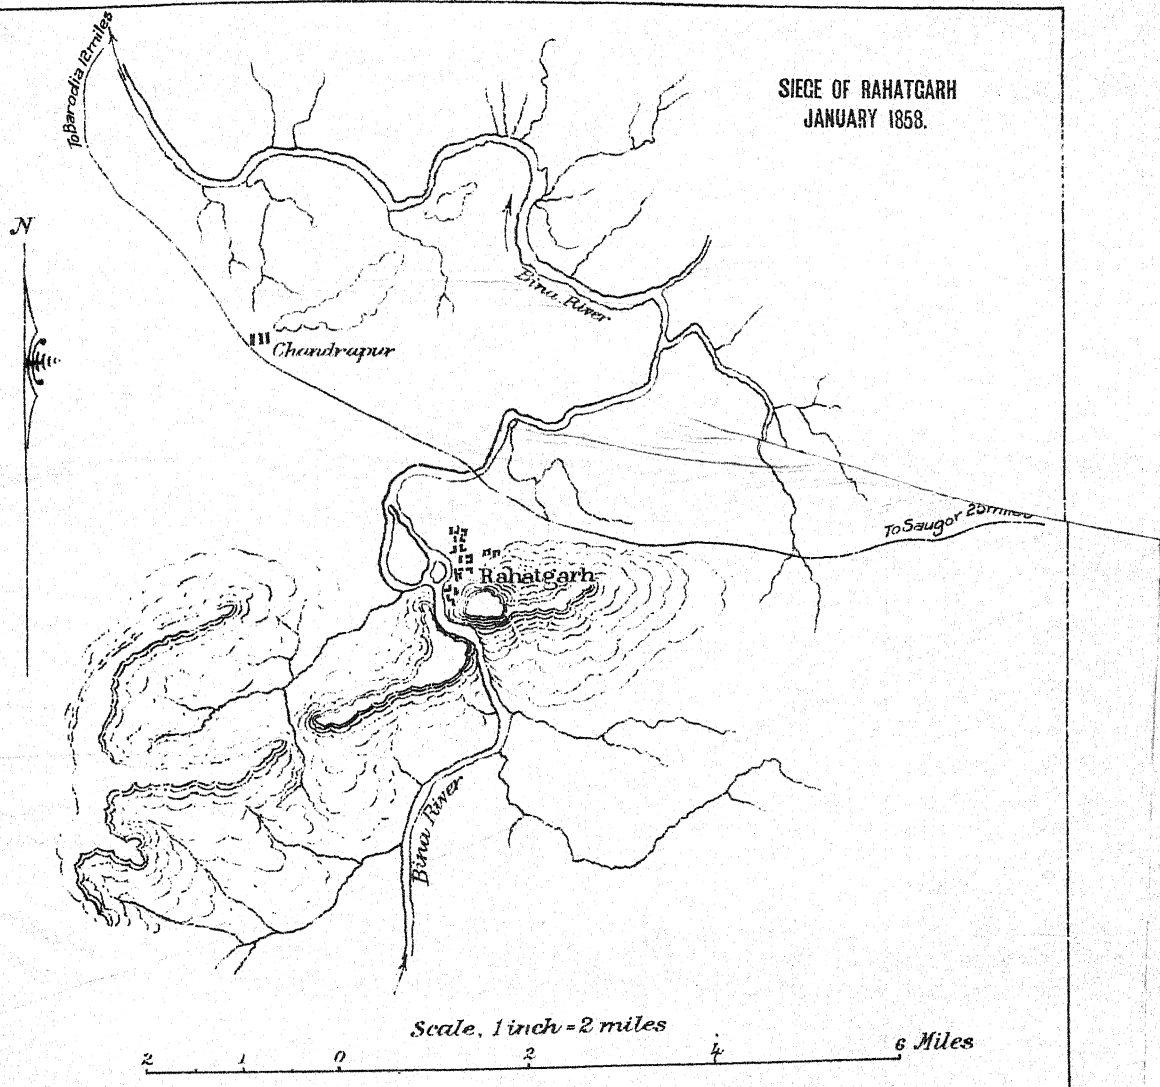 To Barodia 12 miles
SIEGE OF RAHATGARH
JANUARY 1858.
N
Bina River
Chandrapur
To Saugor 25 miles
Rahatgarh
Bina River
Scale, 1 inch = 2 miles
2 1 0 2 4 6 Miles